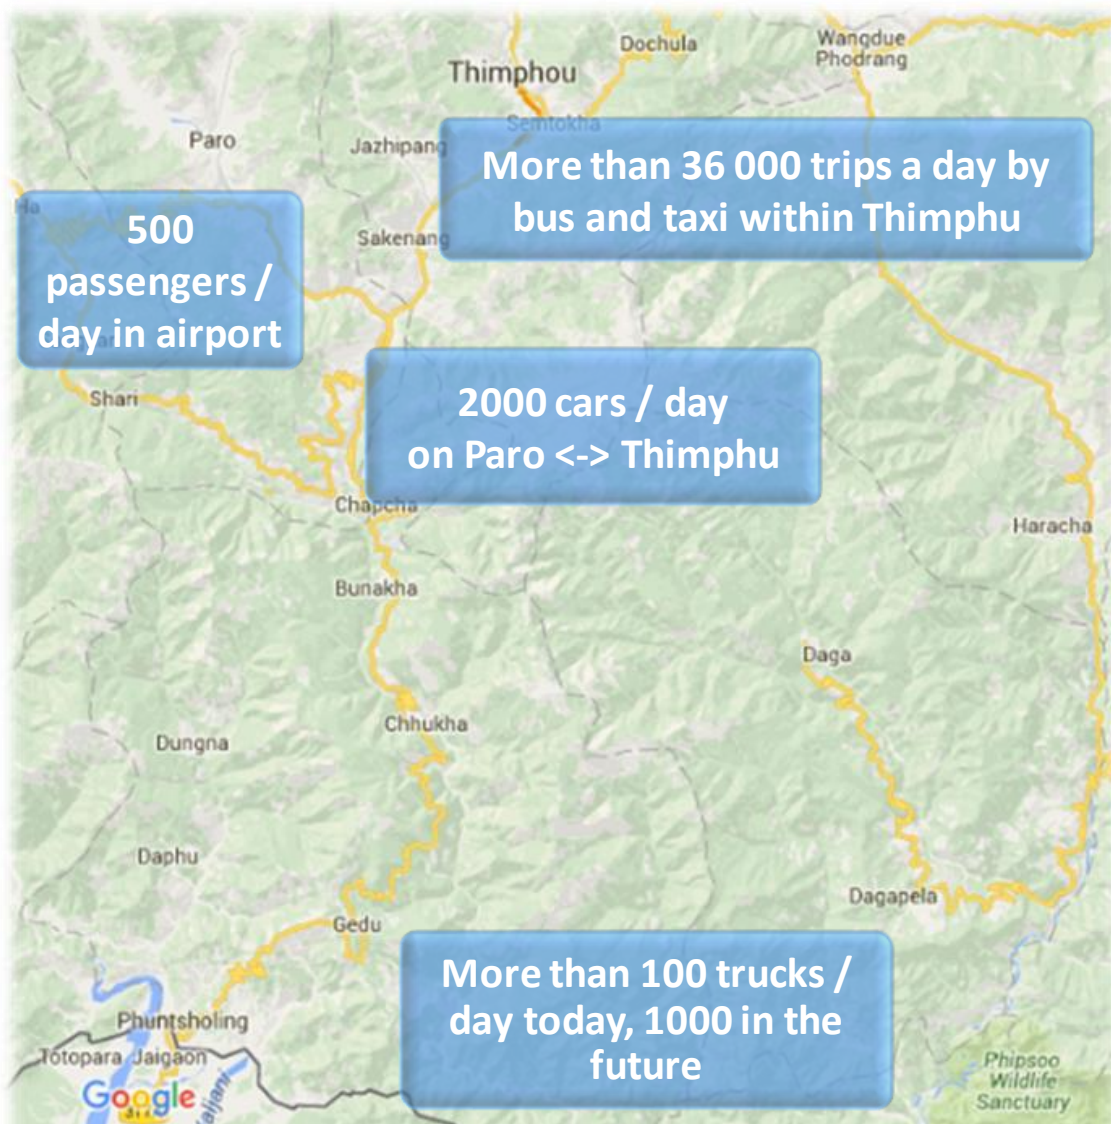 Dochula
Wangdue
Phodrang
Thimphou
Semtokha
Paro
Jazhipang
More than 36 000 trips a day by
bus and taxi within Thimphu
Ha
500
passengers /
day in airport
Sakenang
2000 cars / day
on Paro <-> Thimphu
Shari
Chapcha
Haracha
Bunakha
Daga
Chhukha
Dungna
Daphu
Dagapela
Gedu
More than 100 trucks /
day today, 1000 in the
future
Phuntsholing
Totopara Jaigaon
Phipsoo
Wildlife
Sanctuary
Google